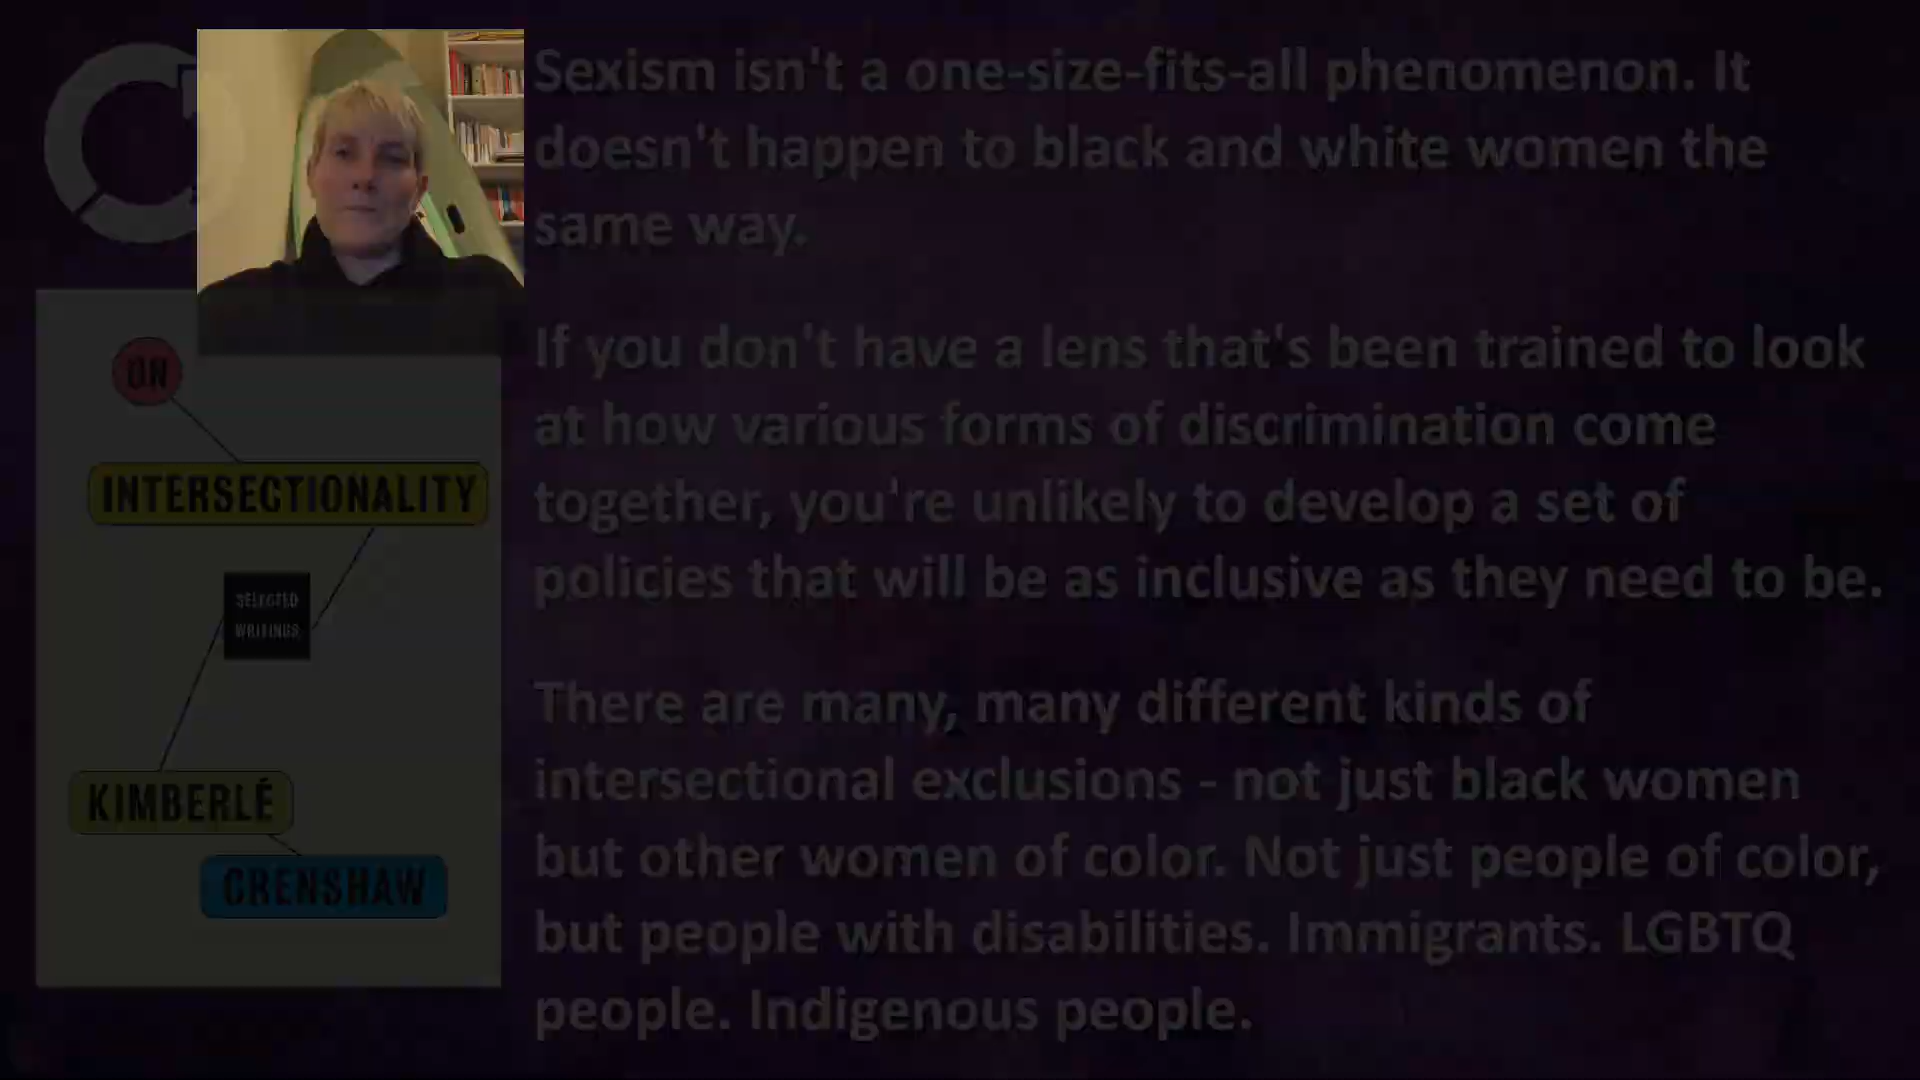 Sexism isn't a one-size-fits-all phenomenon. It
doesn't happen to black and white women the
same way.
If you don't have a lens that's been trained to look
at how various forms of discrimination come
together, you're unlikely to develop a set of
policies that will be as inclusive as they need to be.
There are many, many different kinds of
intersectional exclusions - not just black women
but other women of color. Not just people of color,
but people with disabilities. Immigrants. LGBTQ
people. Indigenous people.
ON
INTERSECTIONALITY
SELECTED
WRITINGS
KIMBERLÉ
CRENSHAW